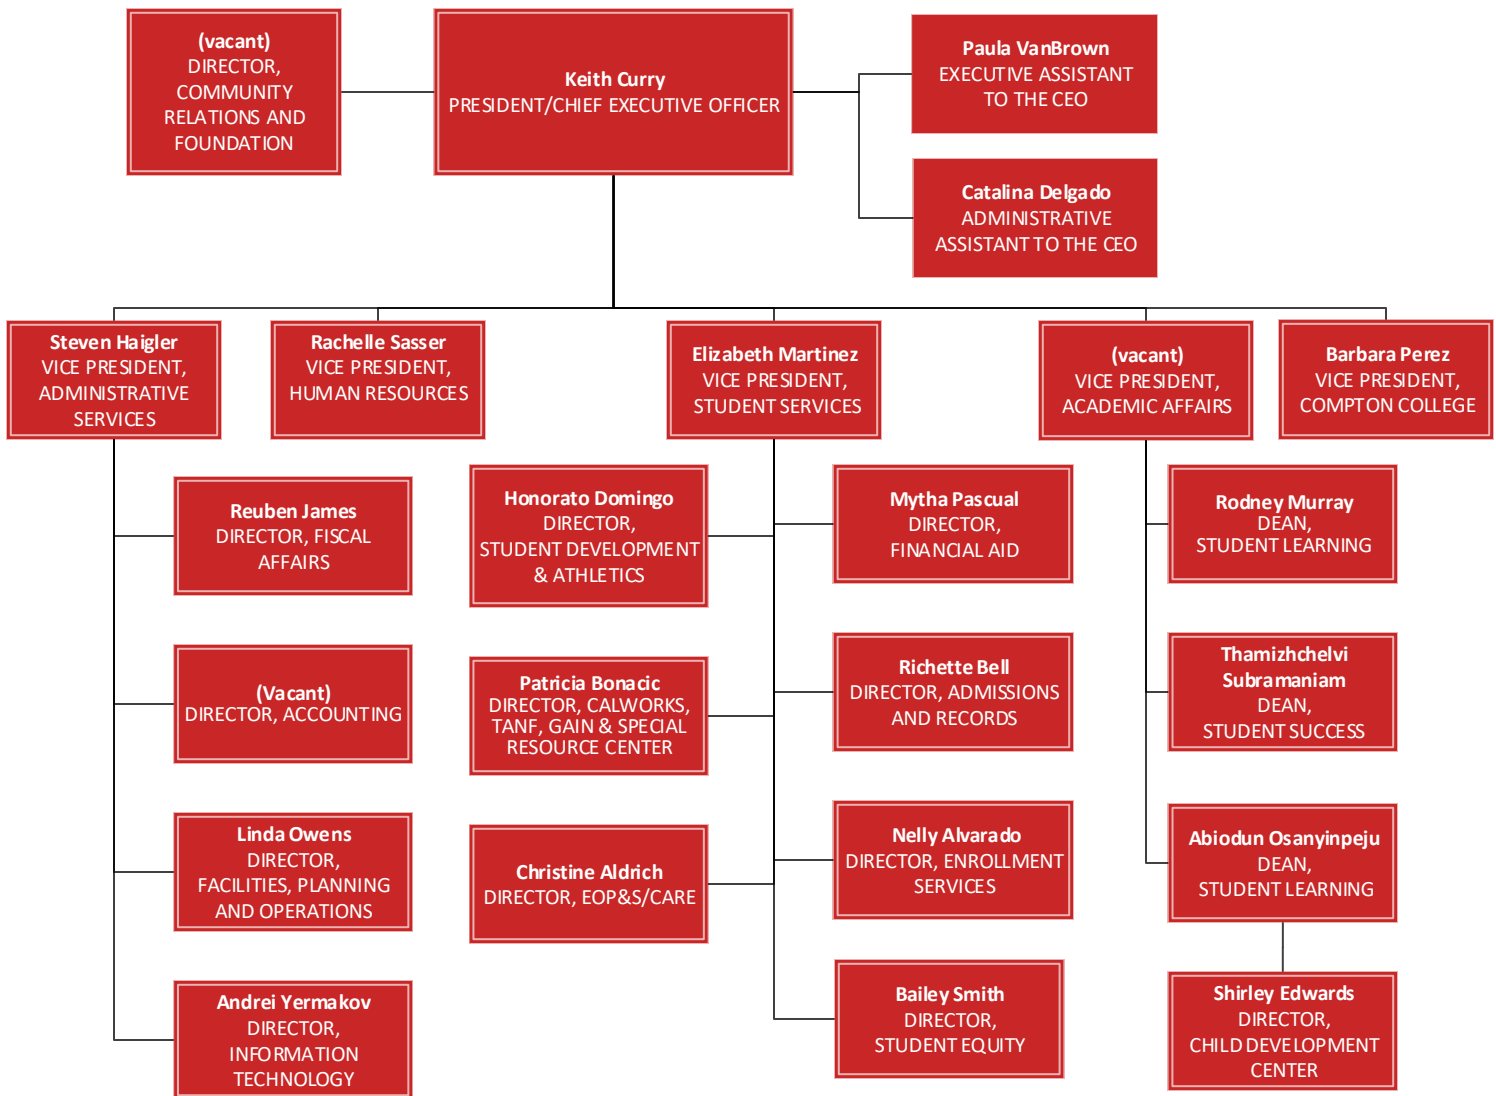 (vacant)
DIRECTOR,
COMMUNITY
RELATIONS AND
FOUNDATION
Keith Curry
PRESIDENT/CHIEF EXECUTIVE OFFICER
Paula VanBrown
EXECUTIVE ASSISTANT
TO THE CEO
Catalina Delgado
ADMINISTRATIVE
ASSISTANT TO THE CEO
Steven Haigler
VICE PRESIDENT,
ADMINISTRATIVE
SERVICES
Rachelle Sasser
VICE PRESIDENT,
HUMAN RESOURCES
Elizabeth Martinez
VICE PRESIDENT,
STUDENT SERVICES
(vacant)
VICE PRESIDENT,
ACADEMIC AFFAIRS
Barbara Perez
VICE PRESIDENT,
COMPTON COLLEGE
Reuben James
DIRECTOR, FISCAL
AFFAIRS
(Vacant)
DIRECTOR, ACCOUNTING
Linda Owens
DIRECTOR,
FACILITIES, PLANNING
AND OPERATIONS
Andrei Yermakov
DIRECTOR,
INFORMATION
TECHNOLOGY
Honorato Domingo
DIRECTOR,
STUDENT DEVELOPMENT
& ATHLETICS
Patricia Bonacic
DIRECTOR, CALWORKS,
TANF, GAIN & SPECIAL
RESOURCE CENTER
Christine Aldrich
DIRECTOR, EOP&S/CARE
Mytha Pascual
DIRECTOR,
FINANCIAL AID
Richette Bell
DIRECTOR, ADMISSIONS
AND RECORDS
Nelly Alvarado
DIRECTOR, ENROLLMENT
SERVICES
Bailey Smith
DIRECTOR,
STUDENT EQUITY
Rodney Murray
DEAN,
STUDENT LEARNING
Thamizhchelvi
Subramaniam
DEAN,
STUDENT SUCCESS
Abiodun Osanyinpeju
DEAN,
STUDENT LEARNING
Shirley Edwards
DIRECTOR,
CHILD DEVELOPMENT
CENTER